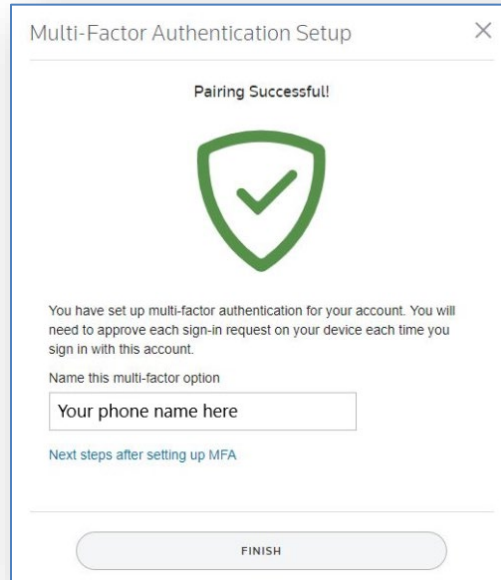 Multi-Factor Authentication Setup
Pairing Successful!
You have set up multi-factor authentication for your account. You will
need to approve each sign-in request on your device each time you
sign in with this account.
Name this multi-factor option
Your phone name here
Next steps after setting up MFA
FINISH